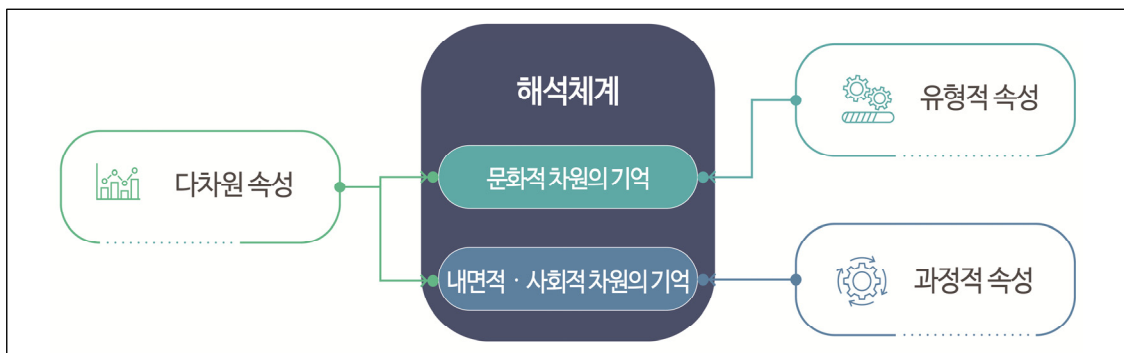 해석체계
유형적 속성
다차원 속성
문화적 차원의 기억
내면적 · 사회적 차원의 기억
과정적 속성